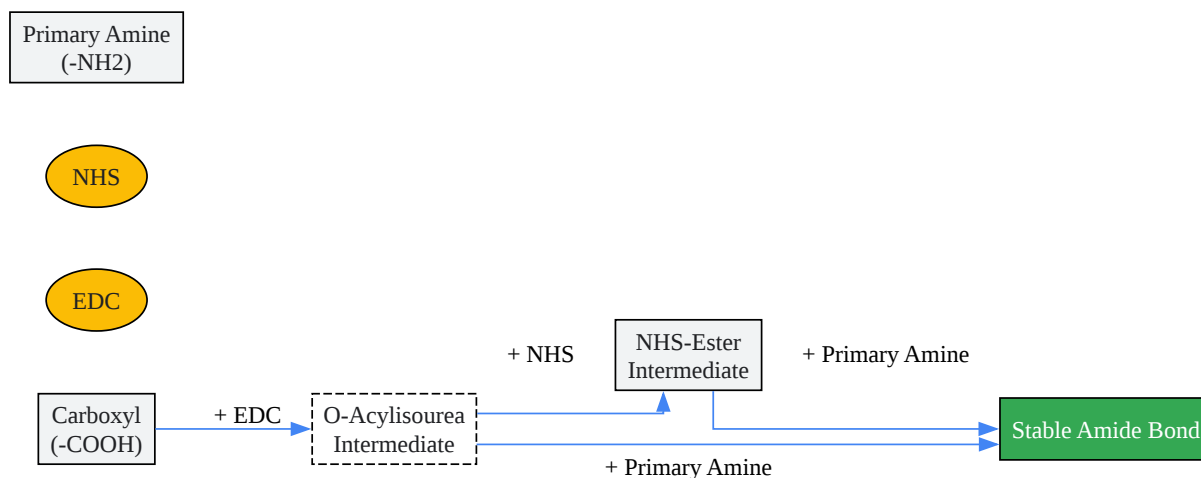 Primary Amine
(-NH2)
NHS
EDC
+ NHS
NHS-Ester
Intermediate
+ Primary Amine
Carboxyl
(-COOH)
+ EDC
O-Acylisourea
Intermediate
Stable Amide Bond
+ Primary Amine